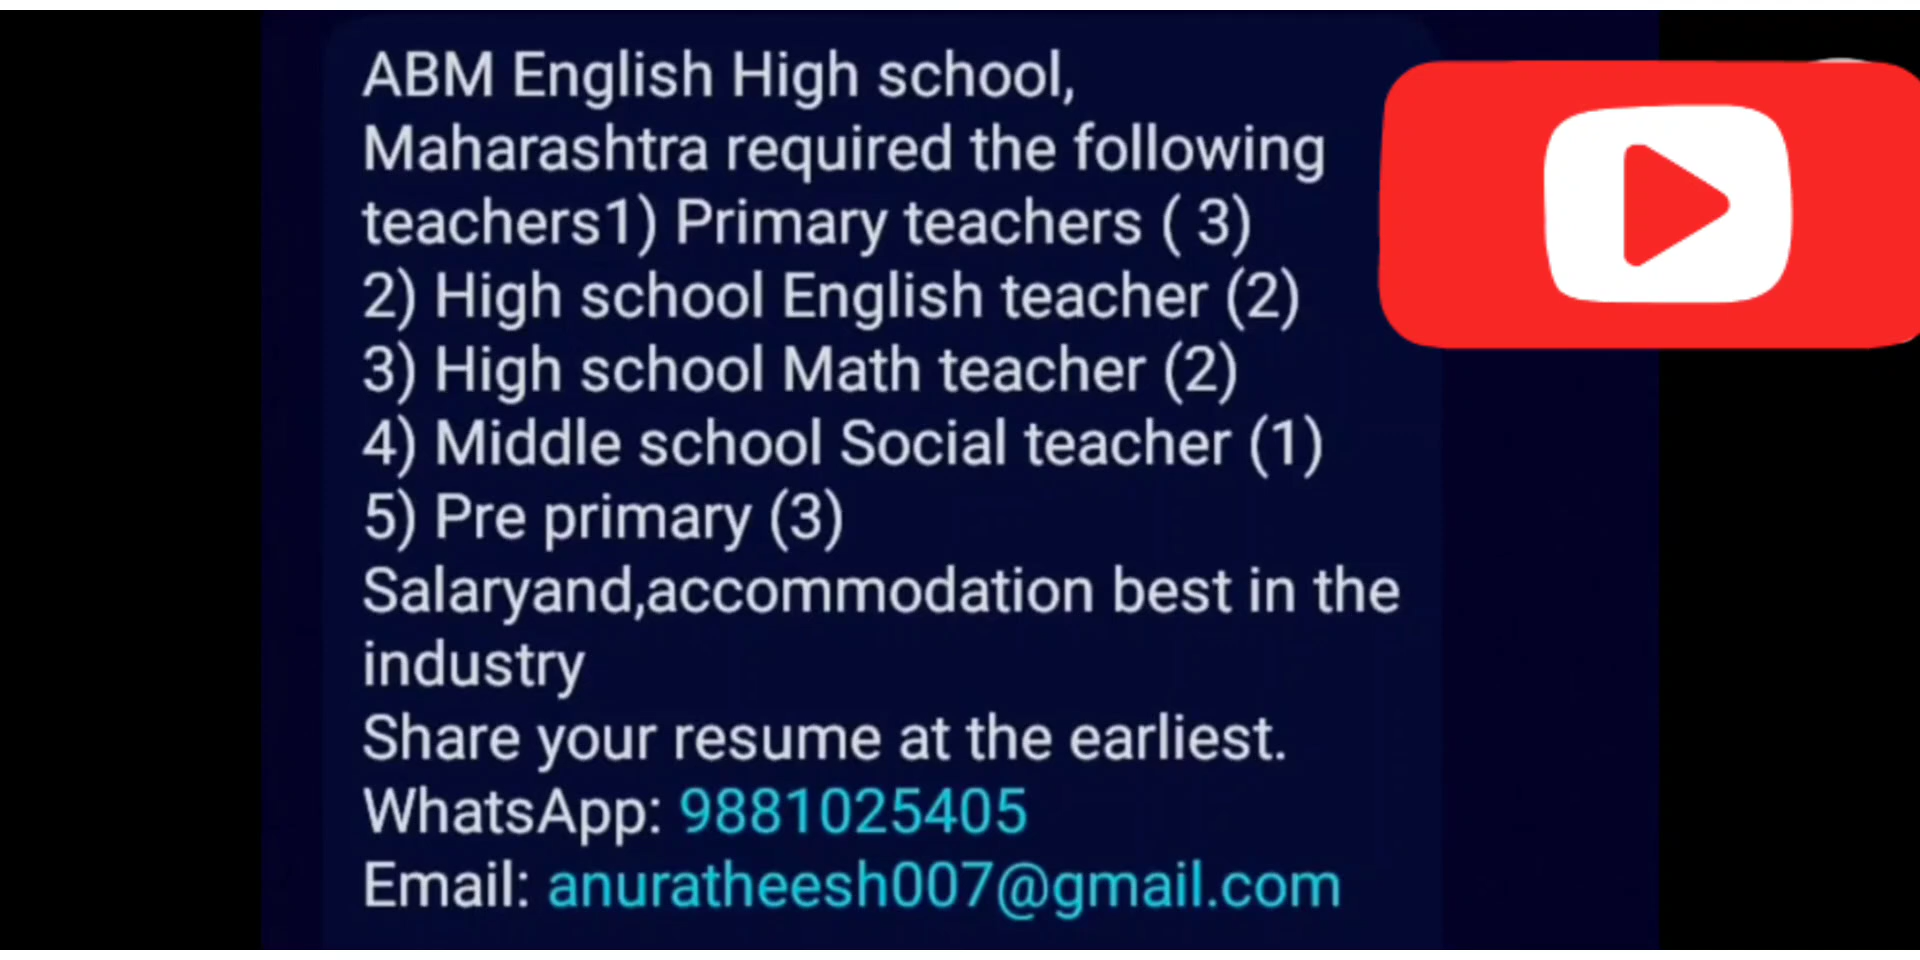 ABM English High school,
Maharashtra required the following
teachers1) Primary teachers ( 3)
2) High school English teacher (2)
3) High school Math teacher (2)
4) Middle school Social teacher (1)
5) Pre primary (3)
Salaryand,accommodation best in the
industry
Share your resume at the earliest.
WhatsApp: 9881025405
Email: anuratheesh007@gmail.com